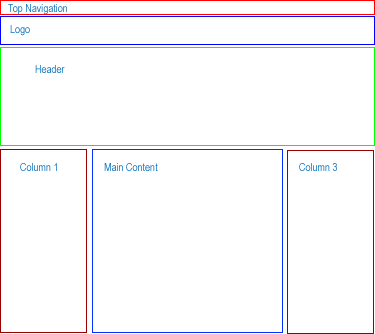 Top Navigation
Logo
Header
Column 1
Main Content
Column 3